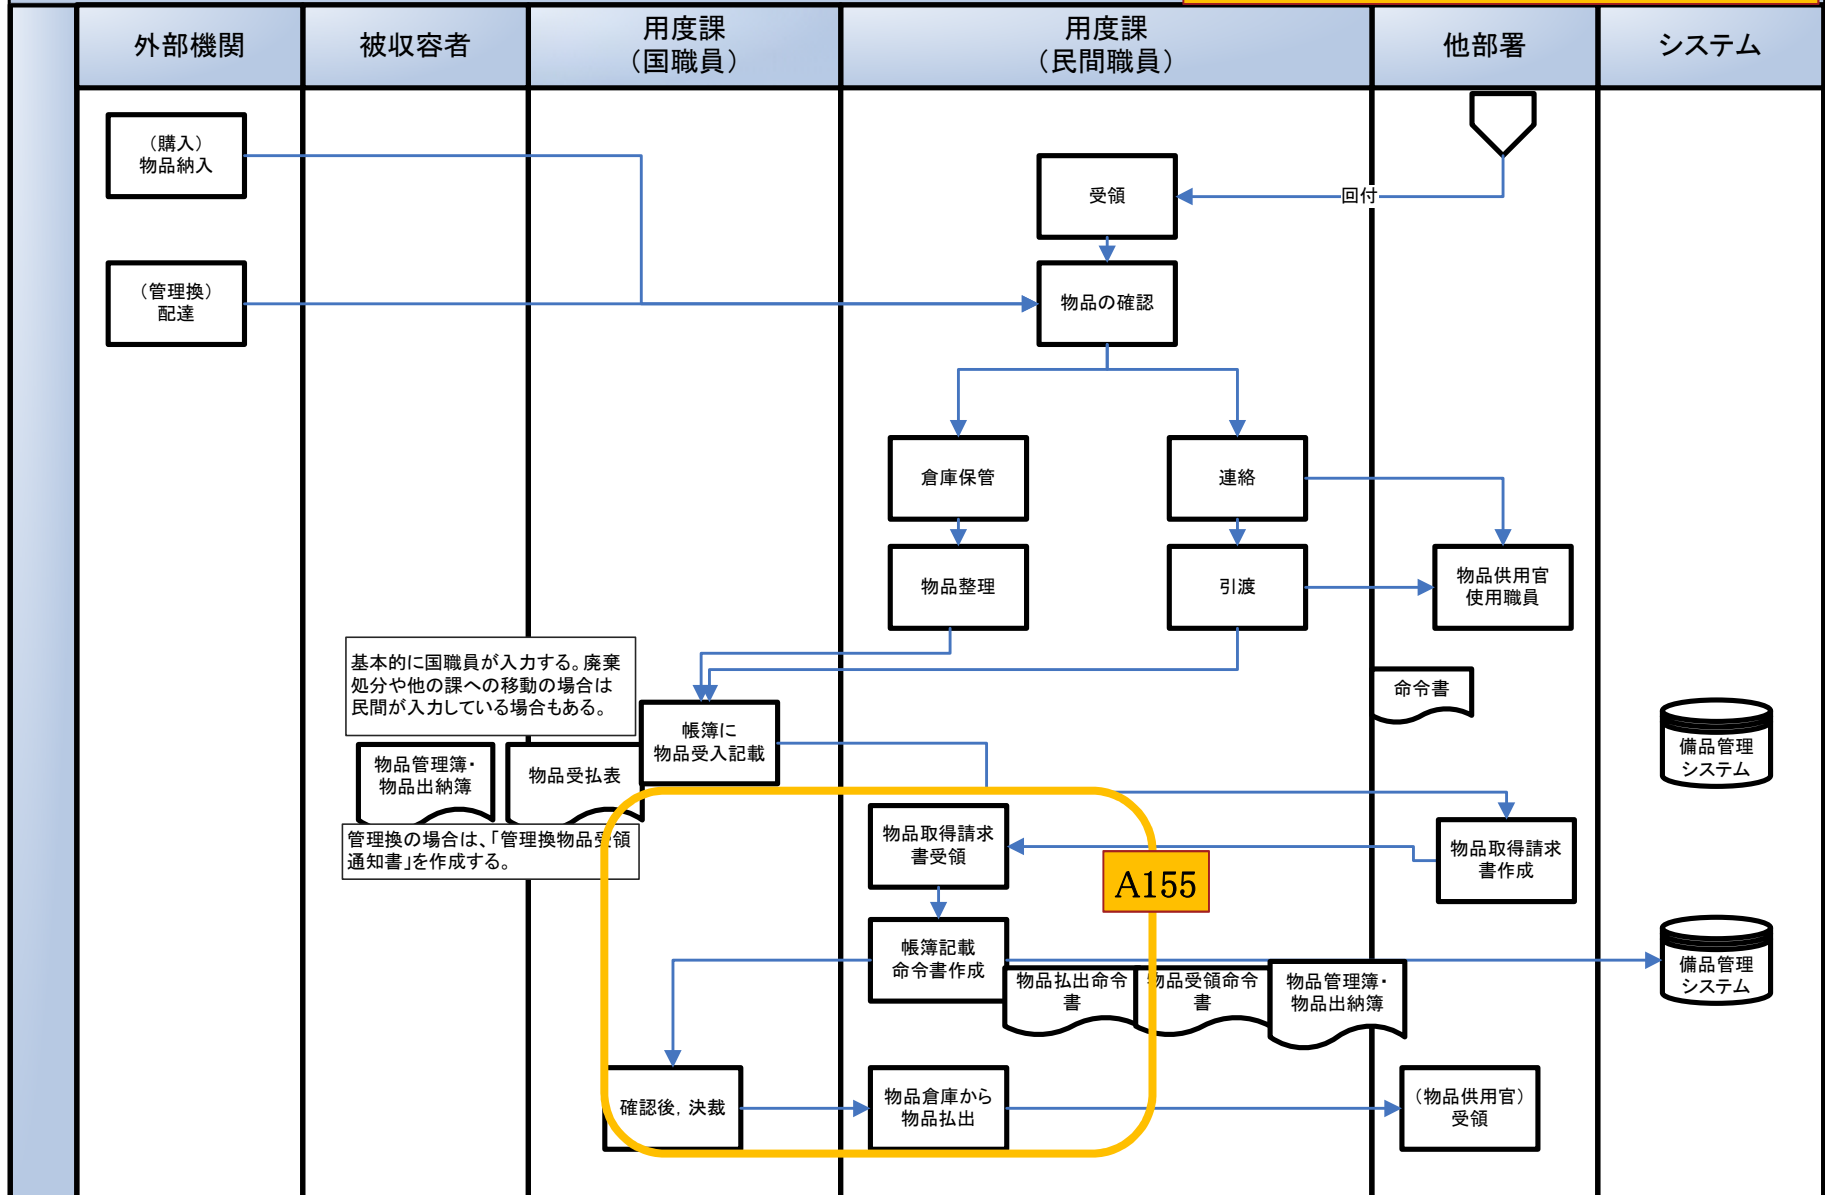 外部機関
被収容者
用度課
（国職員）
用度課
（民間職員）
他部署
システム
（購入）
物品納入
受領
回付
（管理換）
配達
物品の確認
倉庫保管
連絡
物品整理
引渡
物品供用官
使用職員
基本的に国職員が入力する。廃棄
処分や他の課への移動の場合は
民間が入力している場合もある。
命令書
帳簿に
物品受入記載
備品管理
システム
物品管理簿・
物品出納簿
物品受払表
管理換の場合は、「管理換物品受領
通知書」を作成する。
物品取得請求
書受領
物品取得請求
書作成
A155
帳簿記載
命令書作成
物品払出命令
書
物品受領命令
書
物品管理簿・
物品出納簿
備品管理
システム
確認後，決裁
物品倉庫から
物品払出
（物品供用官）
受領